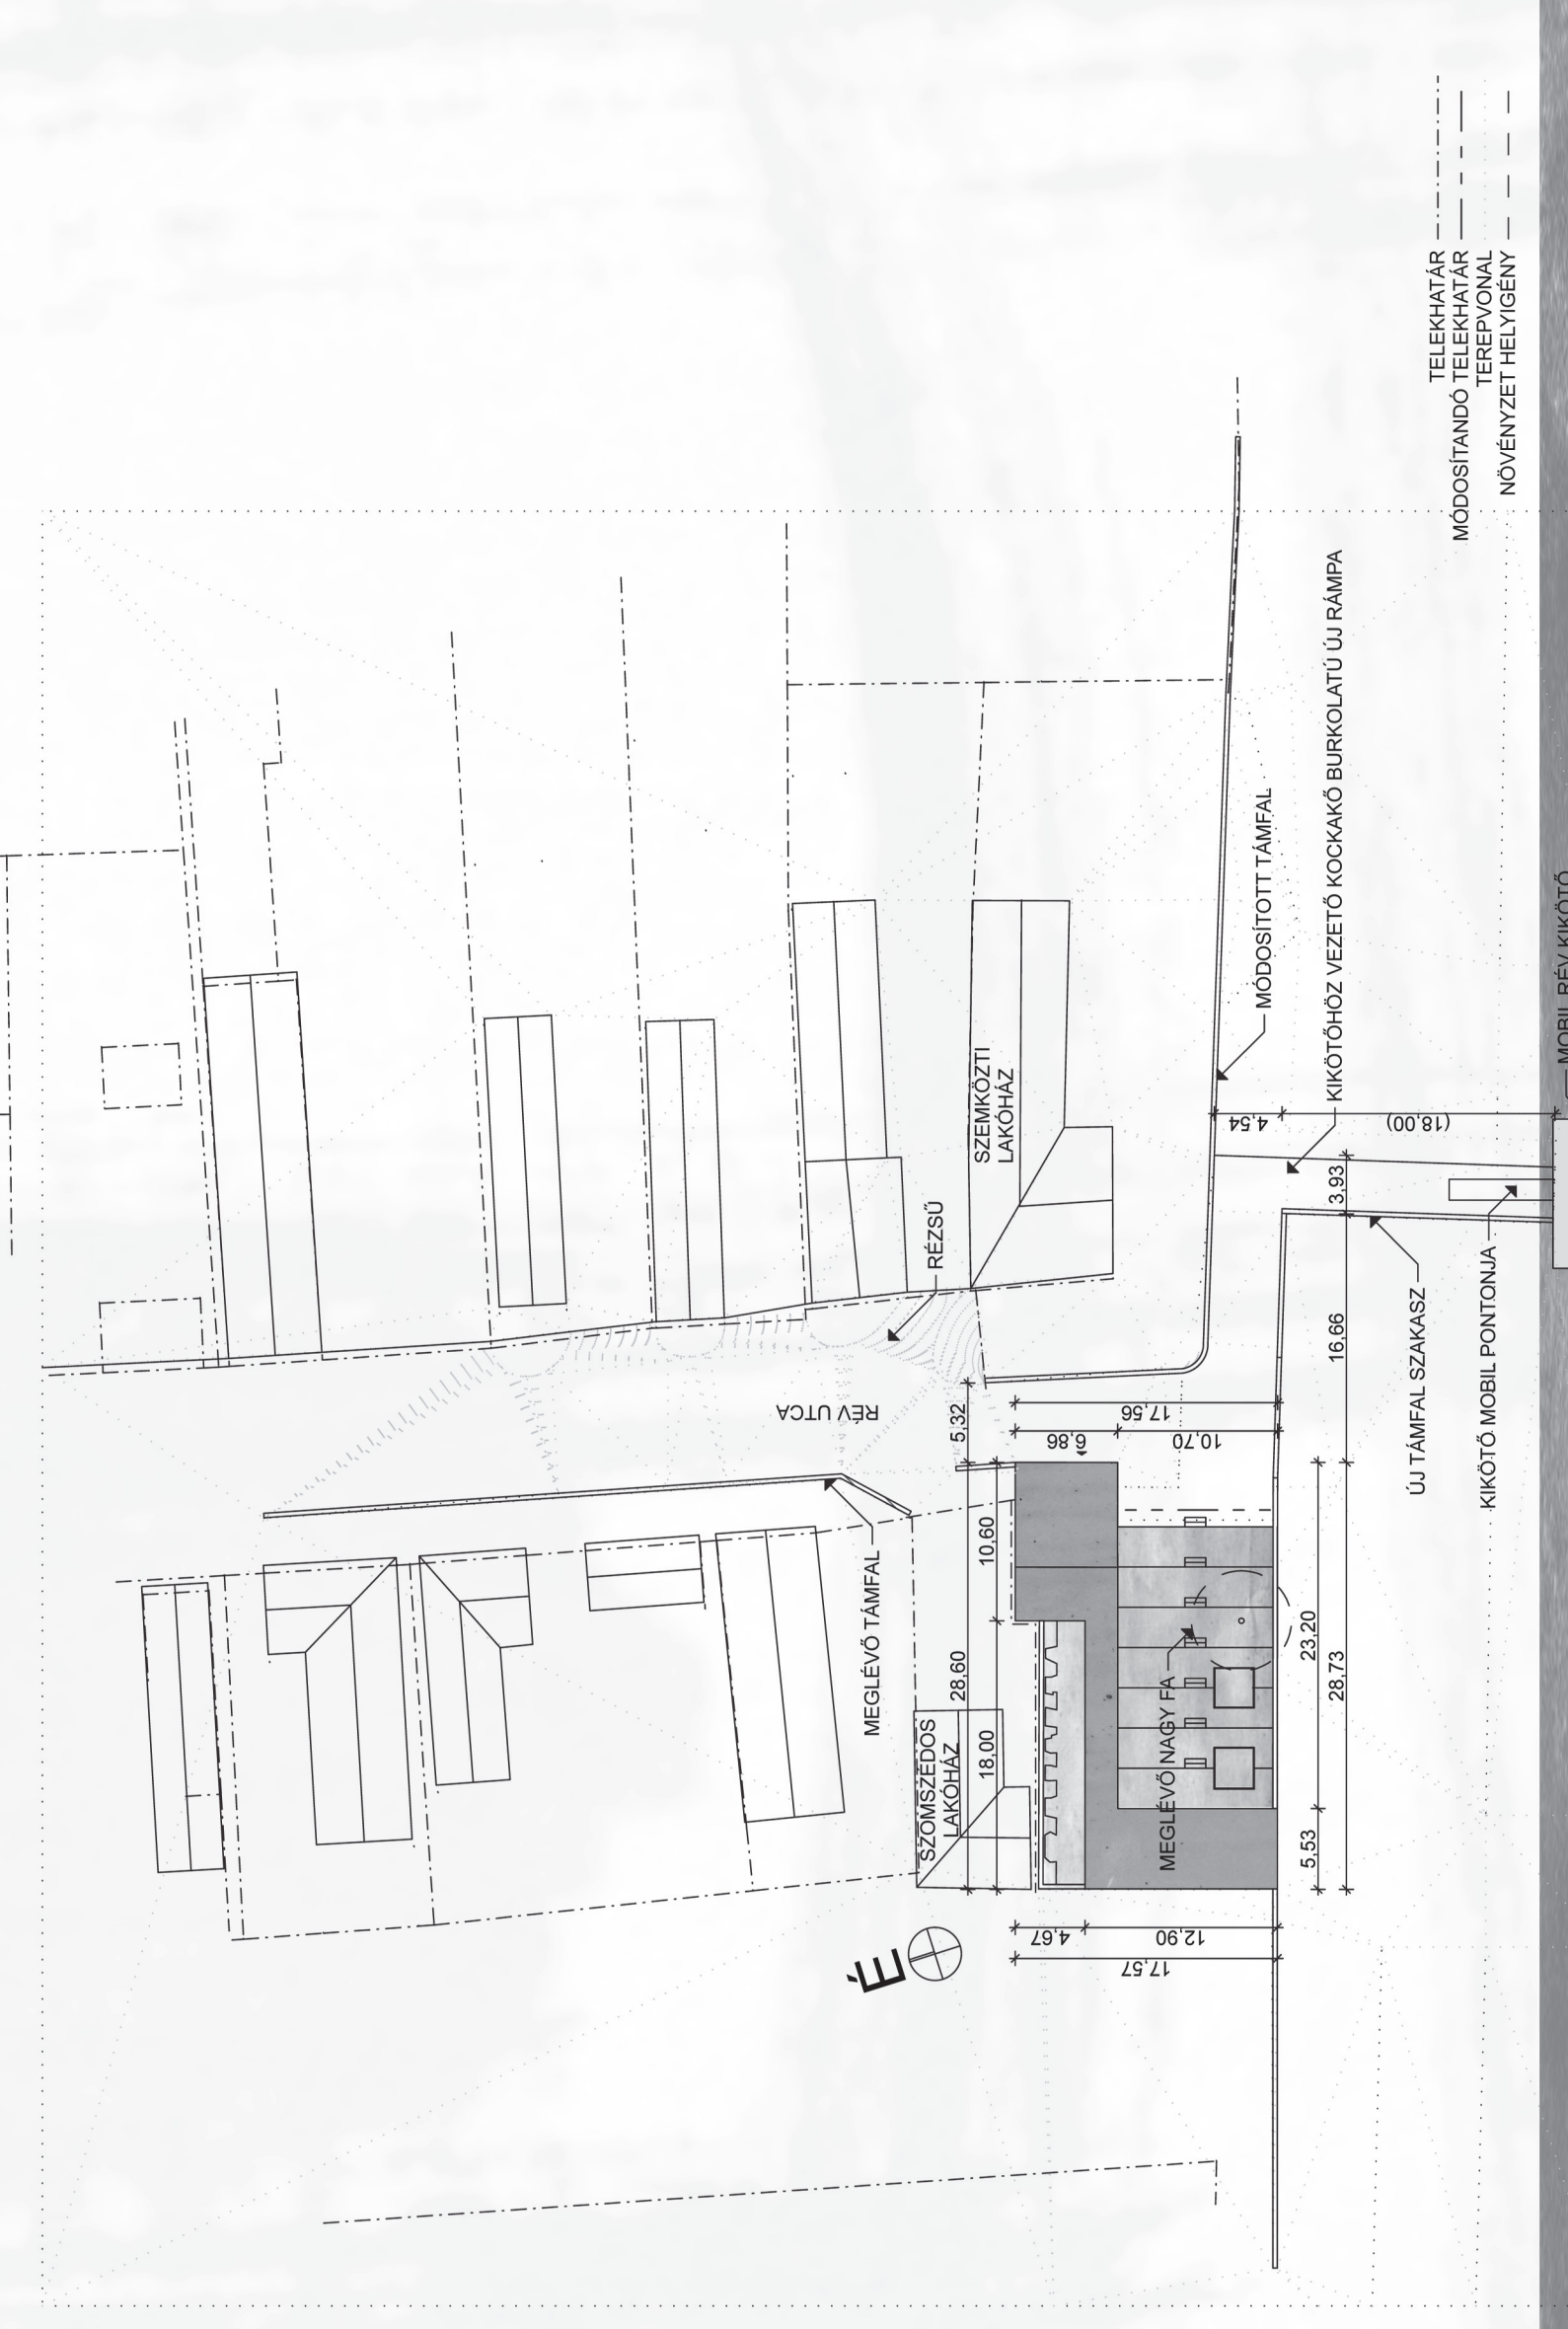 TELEKHATÁR
MÓDOSÍTANDÓ TELEKHATÁR
TEREPVONAL
NÖVÉNYZET HELYIGÉNY
RÉV UTCA
RÉZSŰ
SZEMKÖZTI
LAKÓHÁZ
MÓDOSÍTOTT TÁMFAL
KIKÖTŐHÖZ VEZETŐ KOCKAKŐ BURKOLATÚ ÚJ RÁMPA
MOBIL RÉV KIKÖTŐ
4,54
(18,00)
3,93
16,66
ÚJ TÁMFAL SZAKASZ
KIKÖTŐ MOBIL PONTONJA
MEGLÉVŐ TÁMFAL
SZOMSZÉDOS
LAKÓHÁZ
MEGLÉVŐ NAGY FA
5,32
28,60
10,60
18,00
17,56
6,86
10,70
23,20
5,53
28,73
4,67
12,90
17,57
É